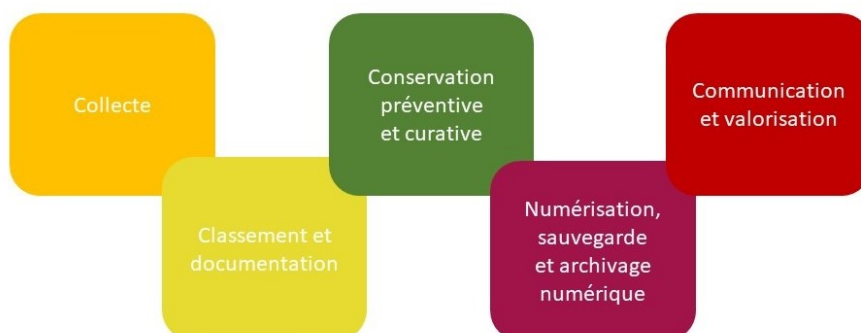 Collecte
Classement et
documentation
Conservation
préventive
et curative
Numérisation,
sauvegarde
et archivage
numérique
Communication
et valorisation